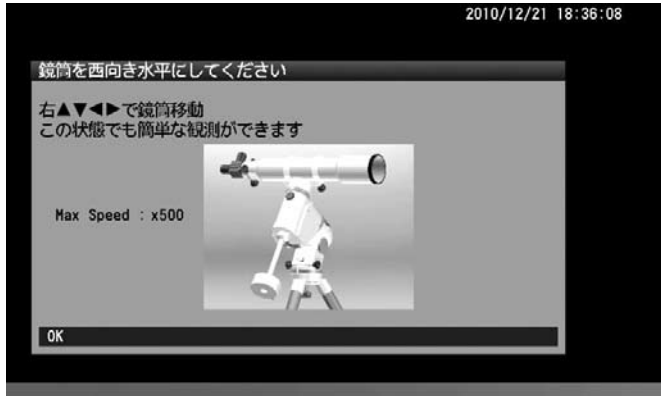 2010/12/21 18:36:08
鏡筒を西向き水平にしてください
右▲▼◀▶で鏡筒移動
この状態でも簡単な観測ができます
Max Speed : x500
OK